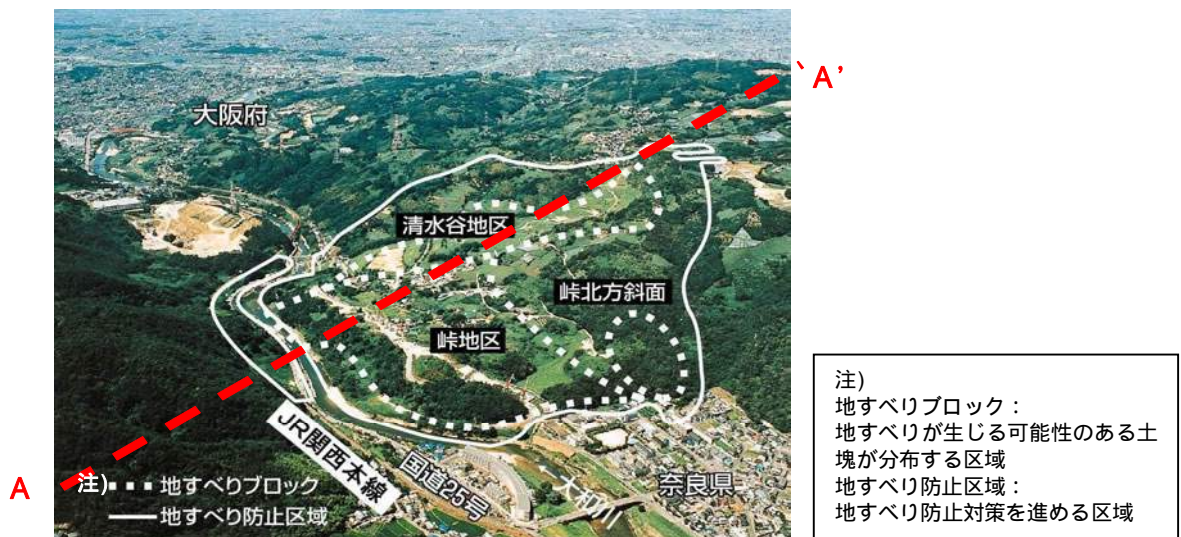 大阪府
A'
清水谷地区
峠北方斜面
峠地区
JR関西本線
国道25号
大和川
奈良県
A
注) 地すべりブロック
地すべり防止区域
注)
地すべりブロック:
地すべりが生じる可能性のある土
塊が分布する区域
地すべり防止区域:
地すべり防止対策を進める区域